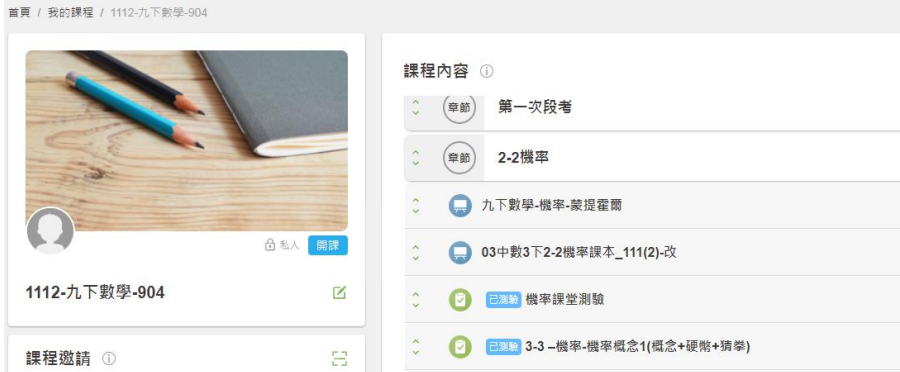 首頁 / 我的課程 / 1112-九下數學-904
私人 開課
1112-九下數學-904
課程邀請
課程內容
章節 第一次段考
章節 2-2機率
九下數學-機率-蒙提霍爾
03中數3下2-2機率課本_111(2)-改
已測驗 機率課堂測驗
已測驗 3-3 –機率-機率概念1(概念+硬幣+猜拳)